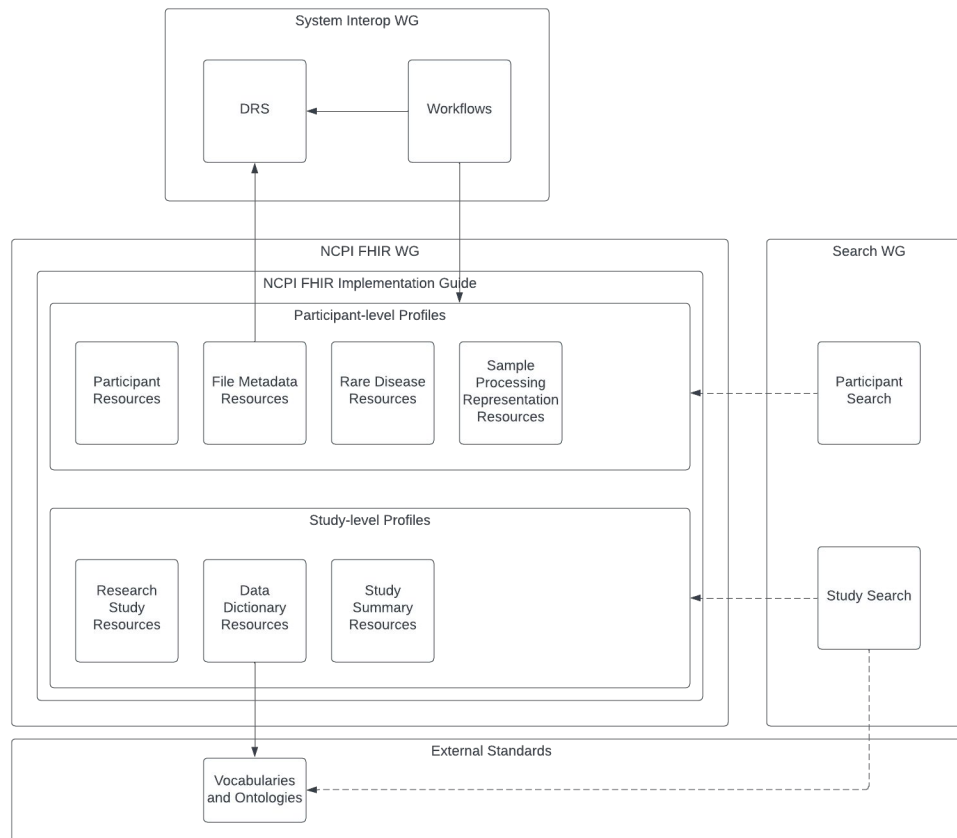 System Interop WG
DRS
Workflows
NCPI FHIR WG
Search WG
NCPI FHIR Implementation Guide
Participant-level Profiles
Participant
Resources
File Metadata
Resources
Rare Disease
Resources
Sample
Processing
Representation
Resources
Participant
Search
Study-level Profiles
Research
Study
Resources
Data
Dictionary
Resources
Study
Summary
Resources
Study Search
External Standards
Vocabularies
and Ontologies